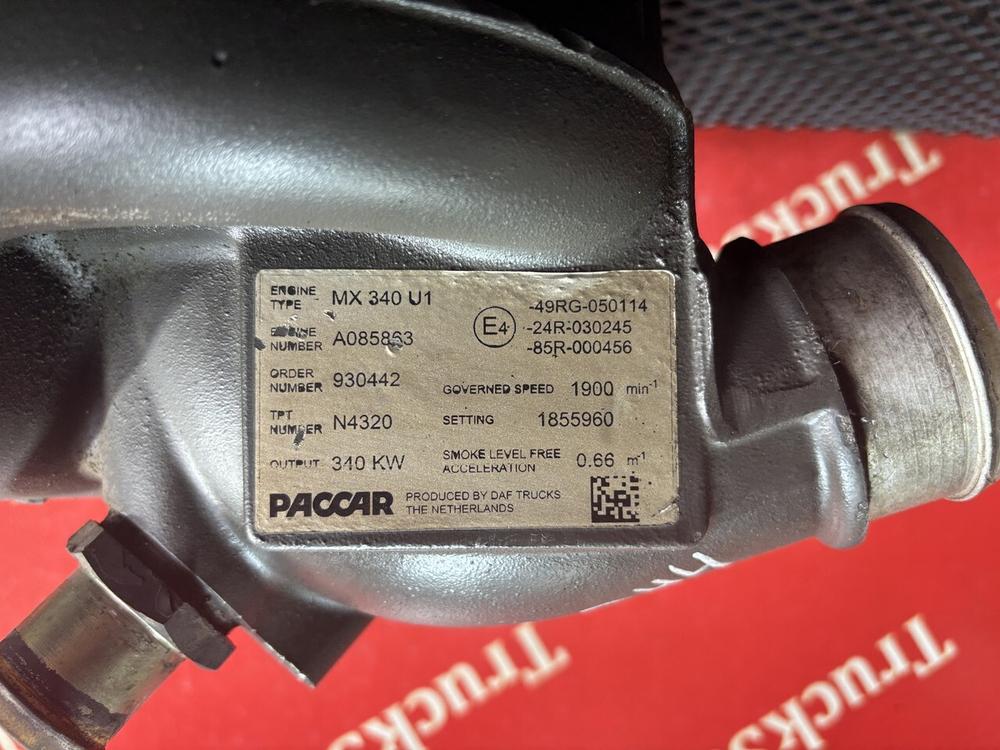 ENGINE TYPE MX 340 U1
ENGINE NUMBER A085863
ORDER NUMBER 930442
TPT NUMBER N4320
OUTPUT 340 KW
E4
-49RG-050114
-24R-030245
-85R-000456
GOVERNED SPEED 1900 min-1
SETTING 1855960
SMOKE LEVEL FREE ACCELERATION 0.66 m-1
PACCAR
PRODUCED BY DAF TRUCKS
THE NETHERLANDS
Trucks
Trucks
Trucks